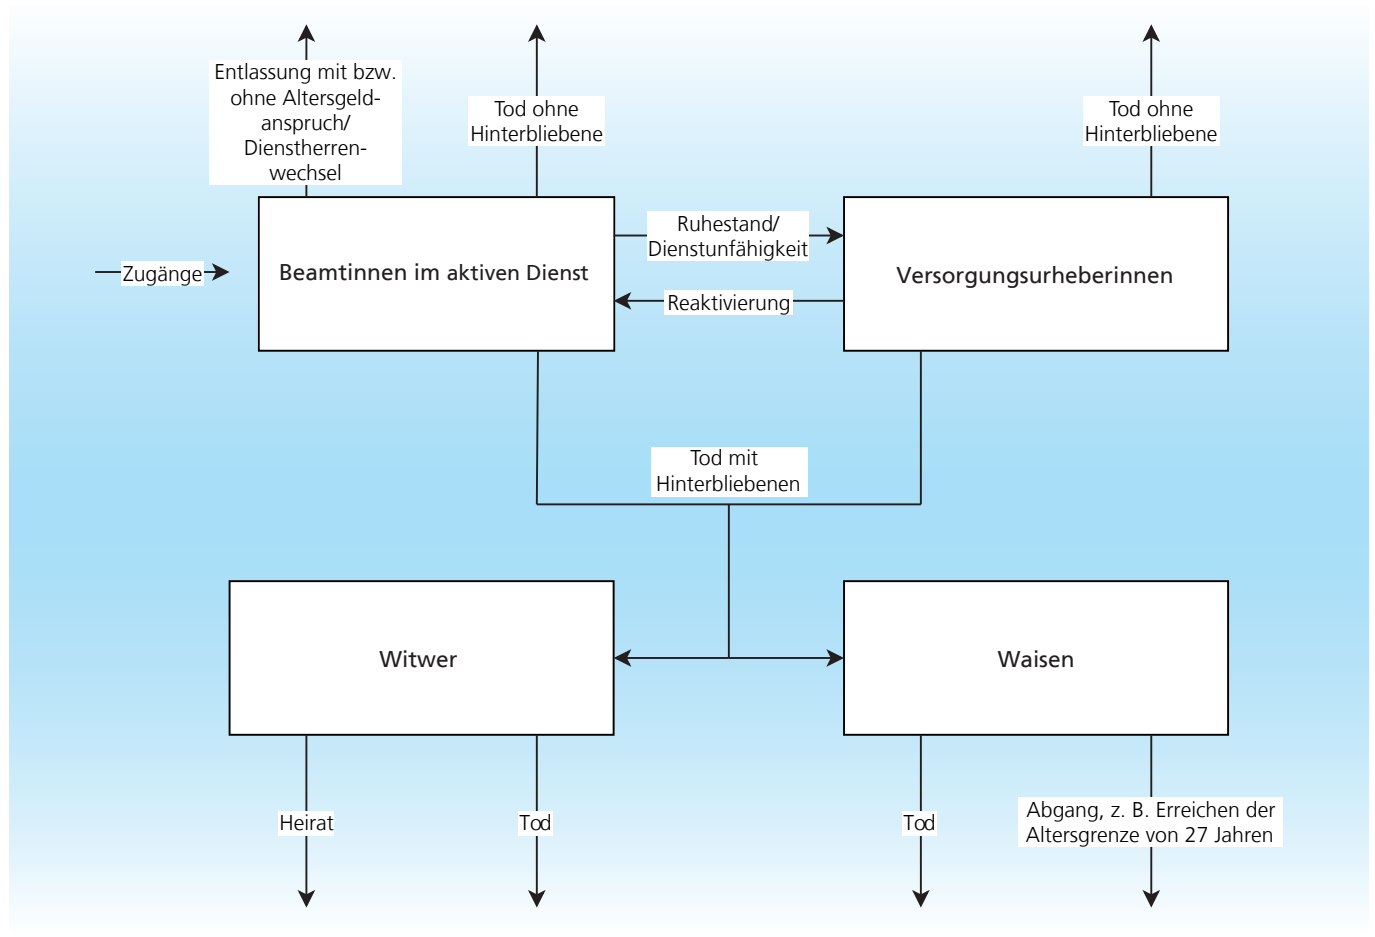 Entlassung mit bzw.
ohne Altersgeld-
anspruch/
Dienstherren-
wechsel
Tod ohne
Hinterbliebene
Tod ohne
Hinterbliebene
Zugänge
Beamtinnen im aktiven Dienst
Ruhestand/
Dienstunfähigkeit
Reaktivierung
Versorgungsurheberinnen
Tod mit
Hinterbliebenen
Witwer
Waisen
Heirat
Tod
Tod
Abgang, z. B. Erreichen der
Altersgrenze von 27 Jahren